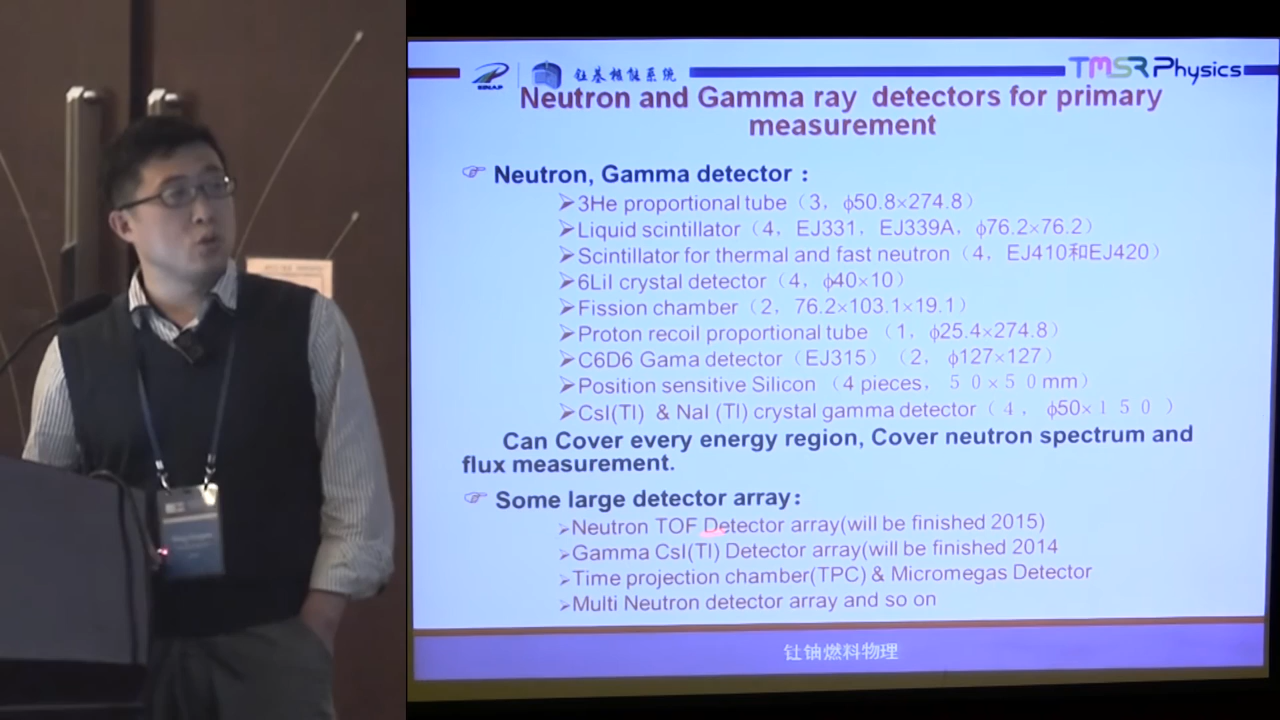 SINAP 钍基核能系统 TMSR Physics
Neutron and Gamma ray detectors for primary
measurement
Neutron, Gamma detector :
3He proportional tube（3，ϕ50.8×274.8）
Liquid scintillator（4，EJ331，EJ339A，ϕ76.2×76.2）
Scintillator for thermal and fast neutron（4，EJ410和EJ420）
6LiI crystal detector（4，ϕ40×10）
Fission chamber（2，76.2×103.1×19.1）
Proton recoil proportional tube （1，ϕ25.4×274.8）
C6D6 Gama detector（EJ315）（2，ϕ127×127）
Position sensitive Silicon （4 pieces，５０×５０mm）
CsI(Tl) & NaI (Tl) crystal gamma detector（４，ϕ50×１５０）
Can Cover every energy region, Cover neutron spectrum and
flux measurement.
Some large detector array:
Neutron TOF Detector array(will be finished 2015)
Gamma CsI(Tl) Detector array(will be finished 2014
Time projection chamber(TPC) & Micromegas Detector
Multi Neutron detector array and so on
钍铀燃料物理